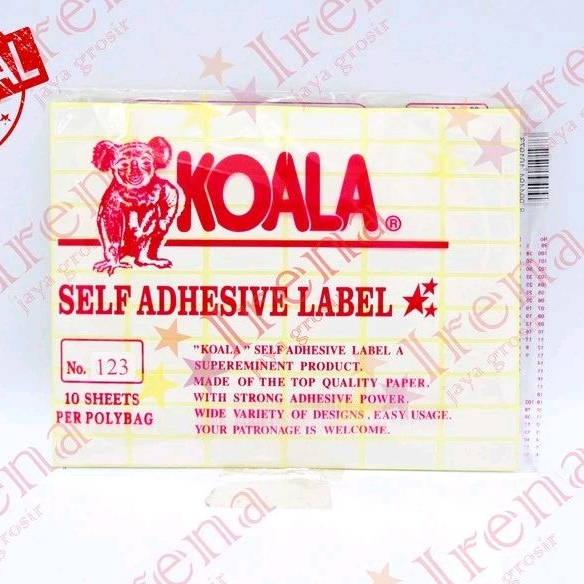 KOALA®
SELF ADHESIVE LABEL
No. 123
10 SHEETS
PER POLYBAG
"KOALA" SELF ADHESIVE LABEL A
SUPEREMINENT PRODUCT.
MADE OF THE TOP QUALITY PAPER.
WITH STRONG ADHESIVE POWER.
WIDE VARIETY OF DESIGNS , EASY USAGE.
YOUR PATRONAGE IS WELCOME.
Irena
jaya grosir